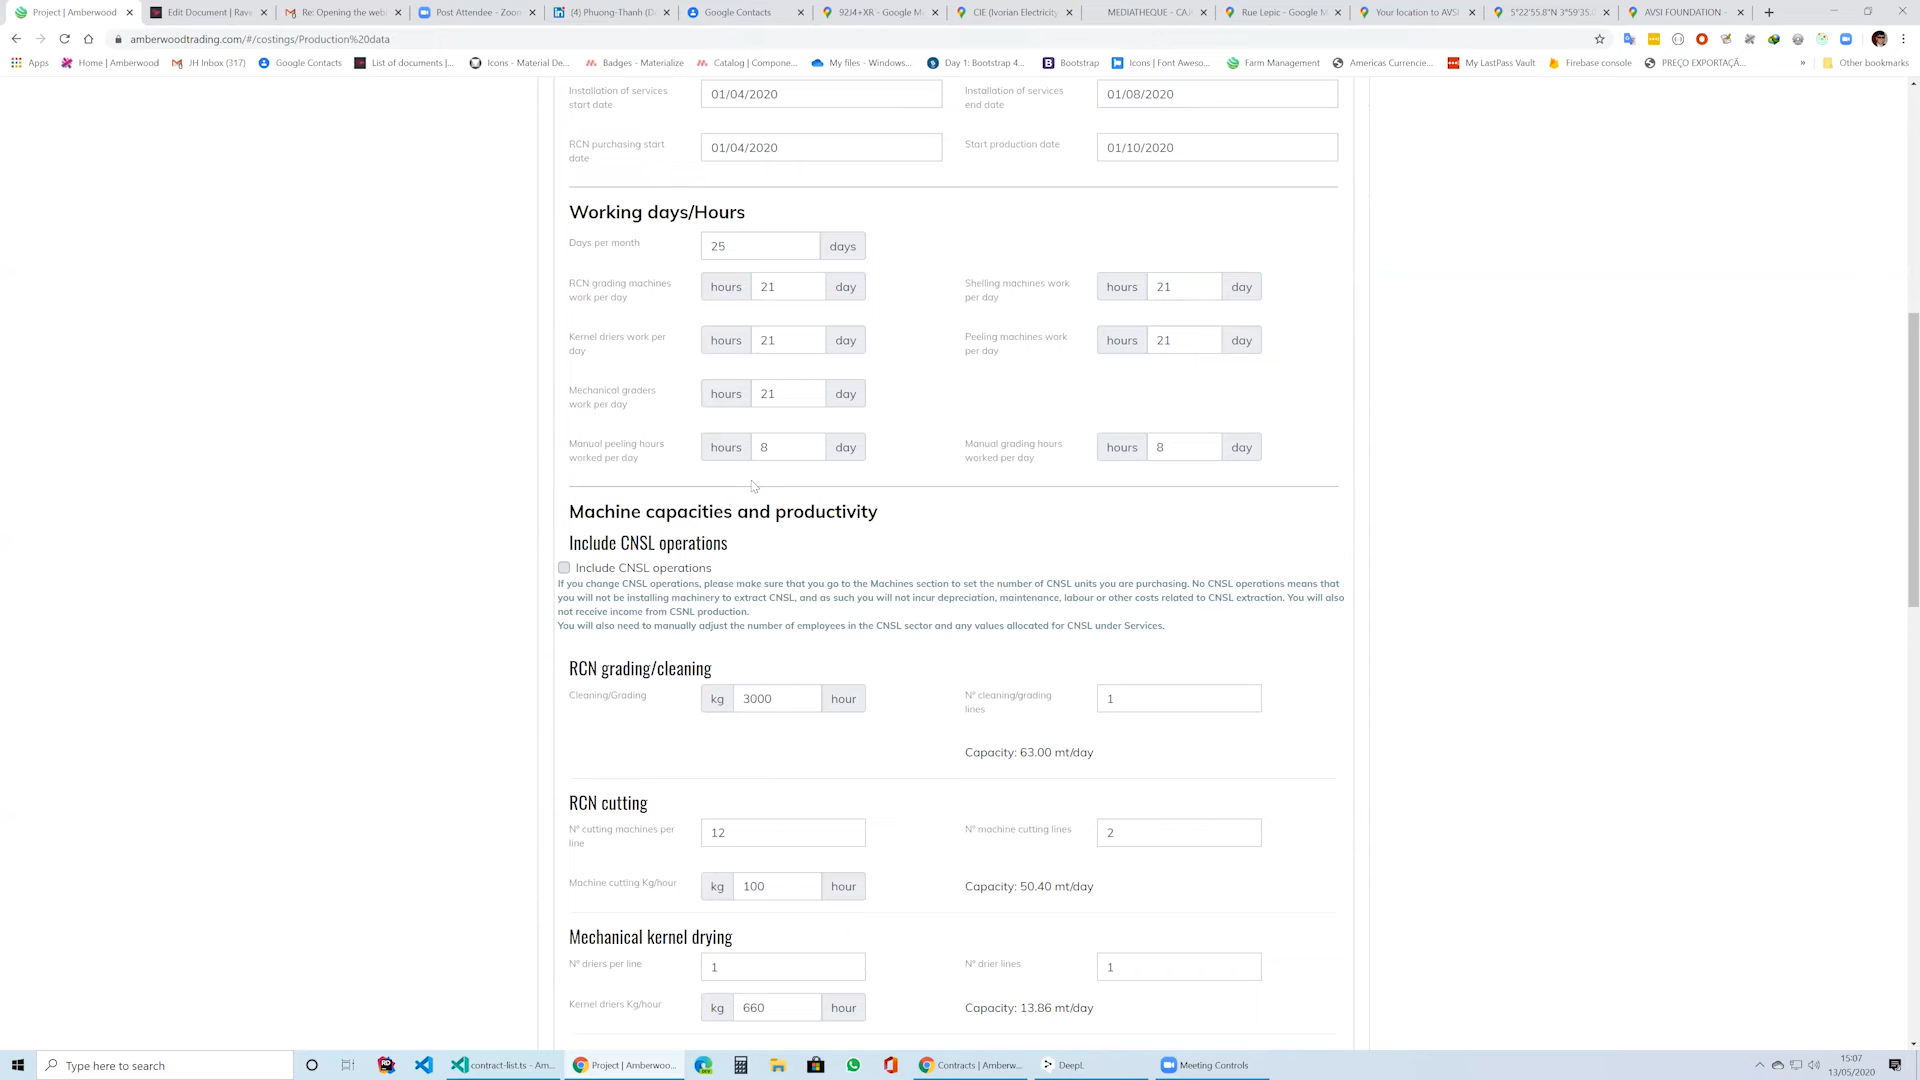 Project | Amberwood
Edit Document | Rave
Re: Opening the web
Post Attendee - Zoom
(4) Phuong-Thanh (D
Google Contacts
92J4+XR - Google M
CIE (Ivorian Electricity
MEDIATHEQUE - CAJ
Rue Lepic - Google M
Your location to AVSI
5°22'55.8"N 3°59'35.0
AVSI FOUNDATION -
amberwoodtrading.com/#/costings/Production%20data
Apps
Home | Amberwood
JH Inbox (317)
Google Contacts
List of documents |...
Icons - Material De...
Badges - Materialize
Catalog | Compone...
My files - Windows...
Day 1: Bootstrap 4...
Bootstrap
Icons | Font Aweso...
Farm Management
Americas Currencie...
My LastPass Vault
Firebase console
PREÇO EXPORTAÇÃ...
»
Other bookmarks
Installation of services
start date
01/04/2020
Installation of services
end date
01/08/2020
RCN purchasing start
date
01/04/2020
Start production date
01/10/2020
Working days/Hours
Days per month
25 days
RCN grading machines
work per day
hours 21 day
Shelling machines work
per day
hours 21 day
Kernel driers work per
day
hours 21 day
Peeling machines work
per day
hours 21 day
Mechanical graders
work per day
hours 21 day
Manual peeling hours
worked per day
hours 8 day
Manual grading hours
worked per day
hours 8 day
Machine capacities and productivity
Include CNSL operations
Include CNSL operations
If you change CNSL operations, please make sure that you go to the Machines section to set the number of CNSL units you are purchasing. No CNSL operations means that
you will not be installing machinery to extract CNSL, and as such you will not incur depreciation, maintenance, labour or other costs related to CNSL extraction. You will also
not receive income from CSNL production.
You will also need to manually adjust the number of employees in the CNSL sector and any values allocated for CNSL under Services.
RCN grading/cleaning
Cleaning/Grading
kg 3000 hour
Nº cleaning/grading
lines
1
Capacity: 63.00 mt/day
RCN cutting
Nº cutting machines per
line
12
Nº machine cutting lines
2
Machine cutting Kg/hour
kg 100 hour
Capacity: 50.40 mt/day
Mechanical kernel drying
Nº driers per line
1
Nº drier lines
1
Kernel driers Kg/hour
kg 660 hour
Capacity: 13.86 mt/day
Type here to search
contract-list.ts - Am...
Project | Amberwoo...
Contracts | Amberw...
DeepL
Meeting Controls
15:07
13/05/2020